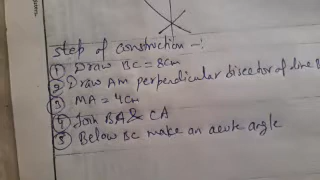 Step of construction -:
① Draw BC = 8cm
② Draw AM perpendicular bisector of line B
③ MA = 4cm
④ Join BA & CA
⑤ Below BC make an acute angle